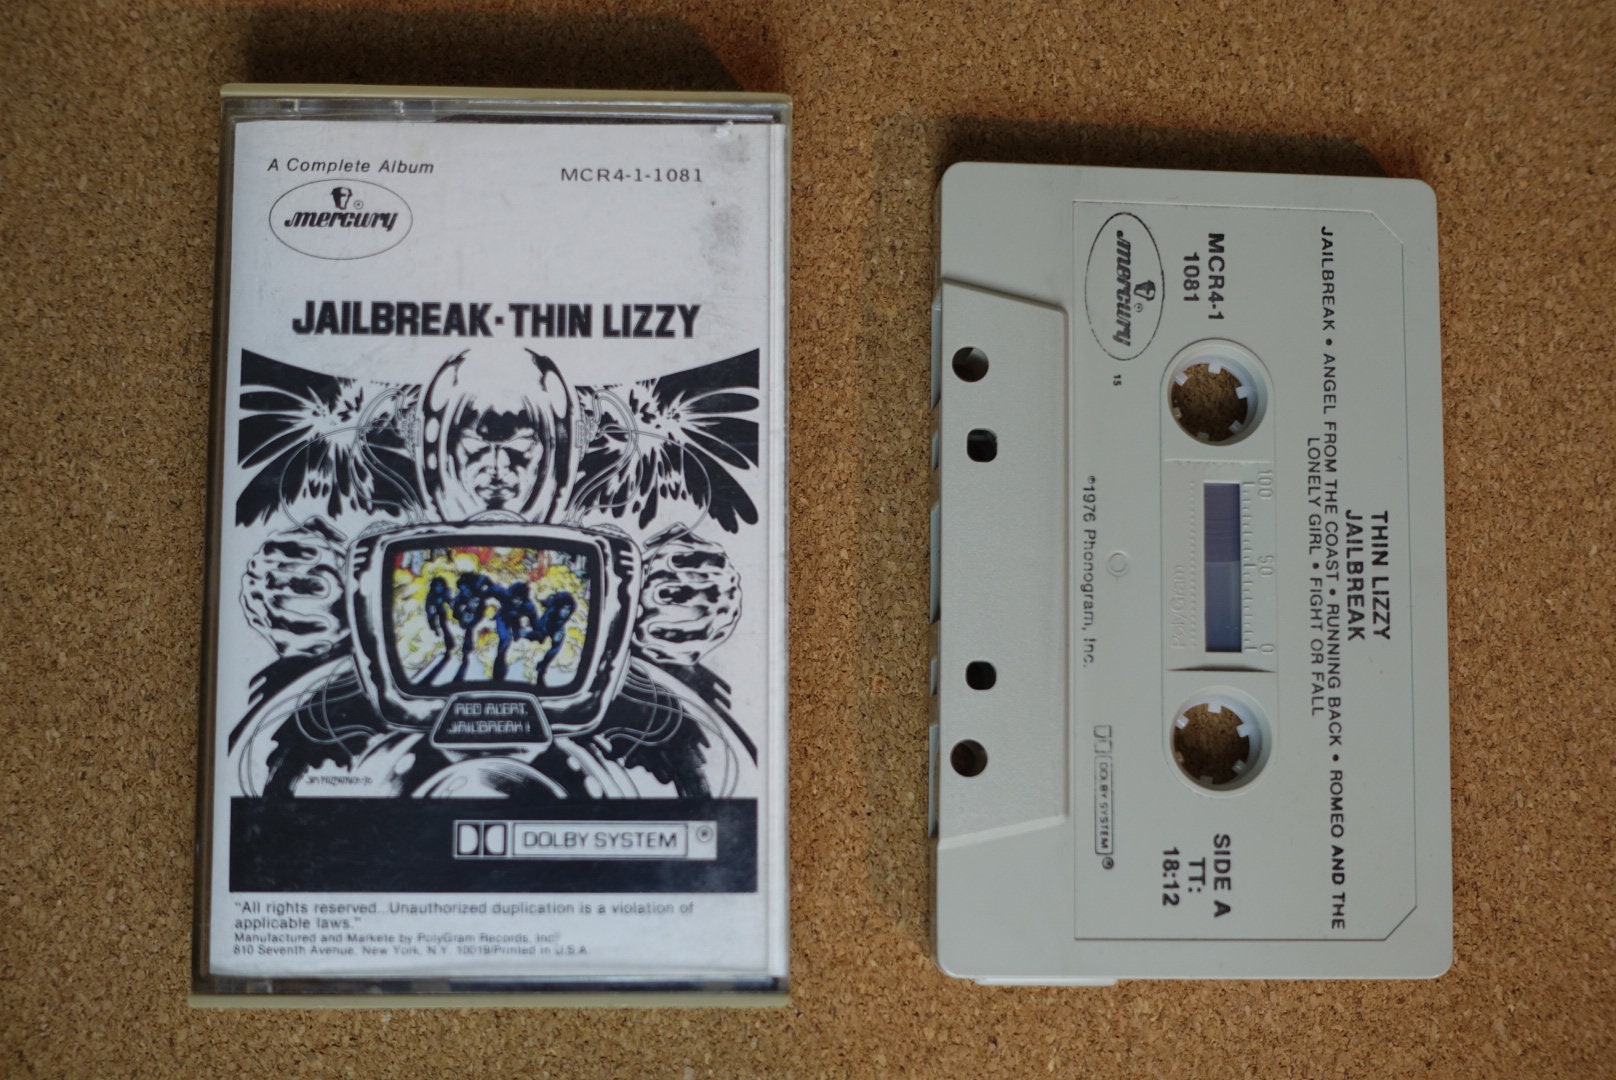 A Complete Album
MCR4-1-1081
mercury
JAILBREAK · THIN LIZZY
RED ALERT
JAILBREAK!
DOLBY SYSTEM ®
"All rights reserved...Unauthorized duplication is a violation of
applicable laws."
Manufactured and Markete by PolyGram Records, Inc.
810 Seventh Avenue, New York, N.Y. 10019/Printed in U.S.A.
THIN LIZZY
JAILBREAK
JAILBREAK • ANGEL FROM THE COAST • RUNNING BACK • ROMEO AND THE
LONELY GIRL • FIGHT OR FALL
MCR4-1
1081
SIDE A
TT:
18:12
100 50 0
mercury
15
℗1976 Phonogram, Inc.
DOLBY SYSTEM ®